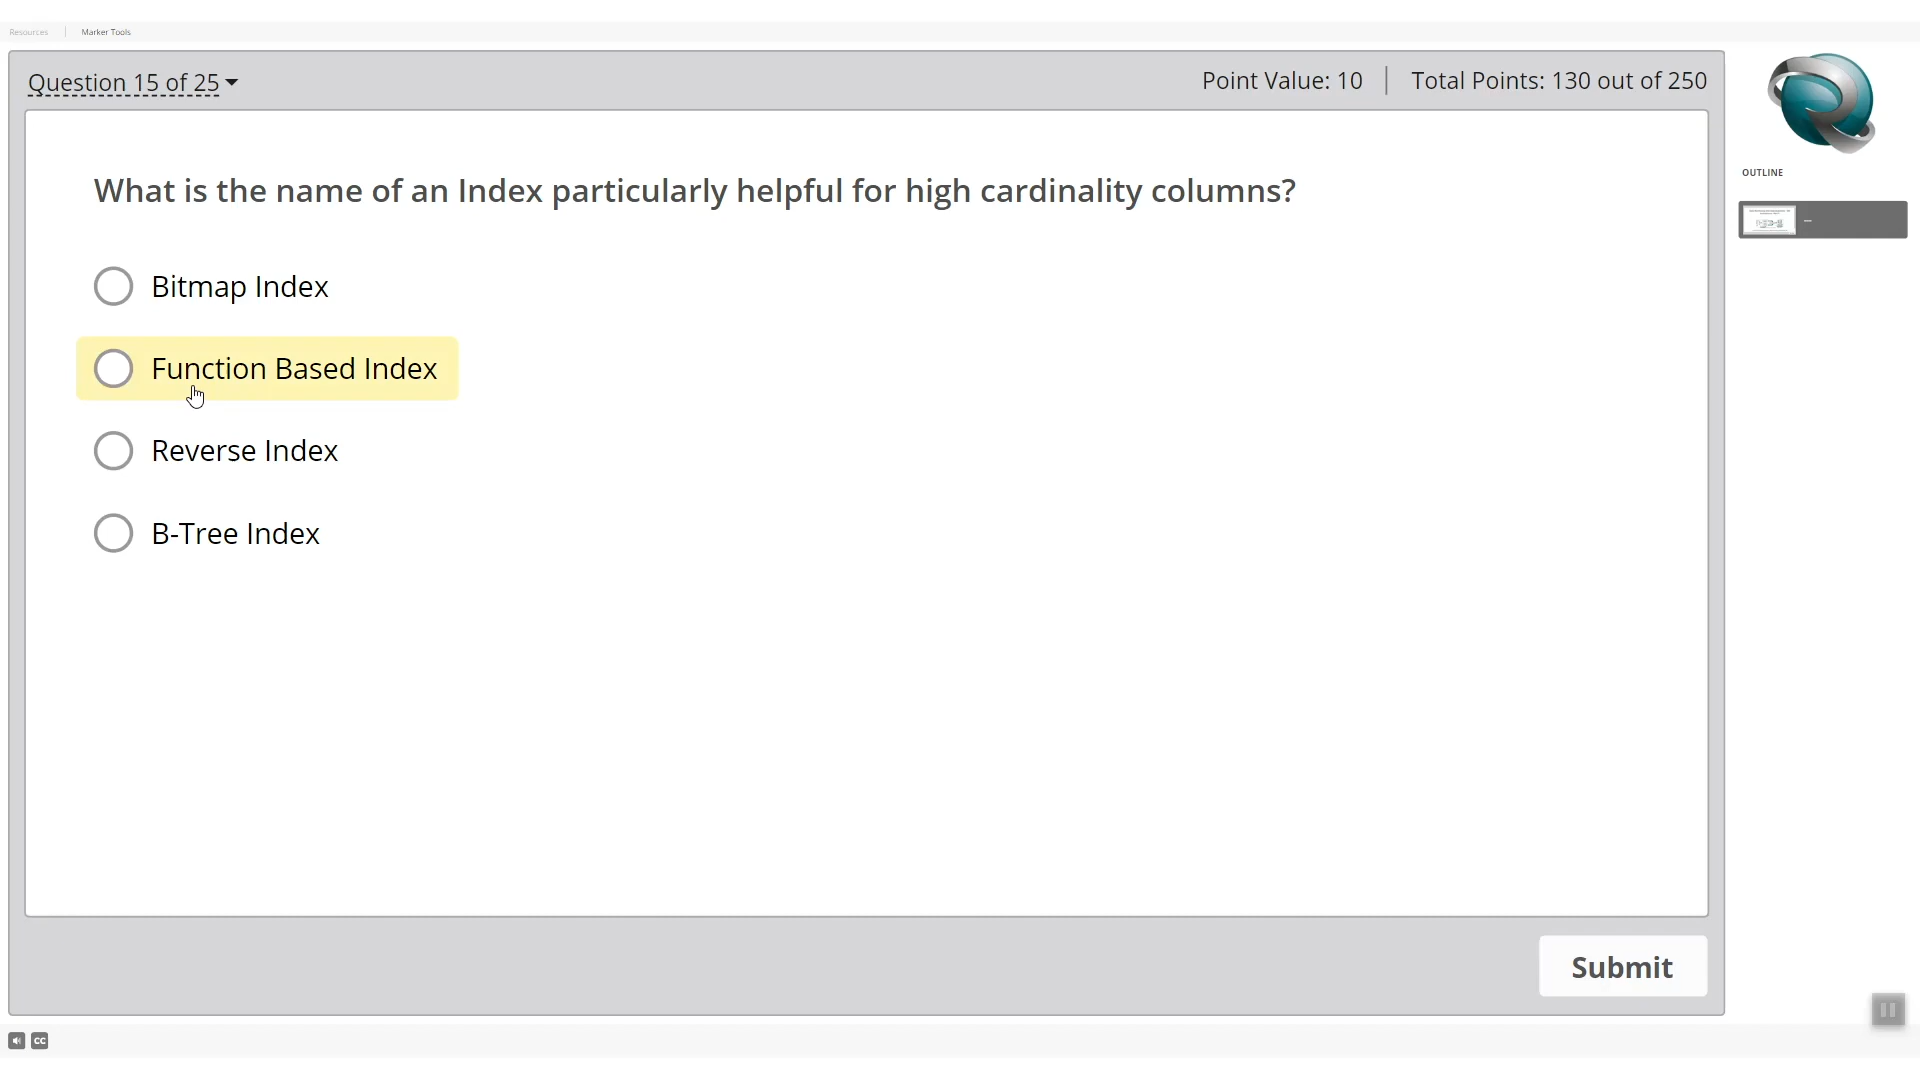 Resources
Marker Tools
Question 15 of 25
Point Value: 10
Total Points: 130 out of 250
What is the name of an Index particularly helpful for high cardinality columns?
Bitmap Index
Function Based Index
Reverse Index
B-Tree Index
Submit
OUTLINE
CC